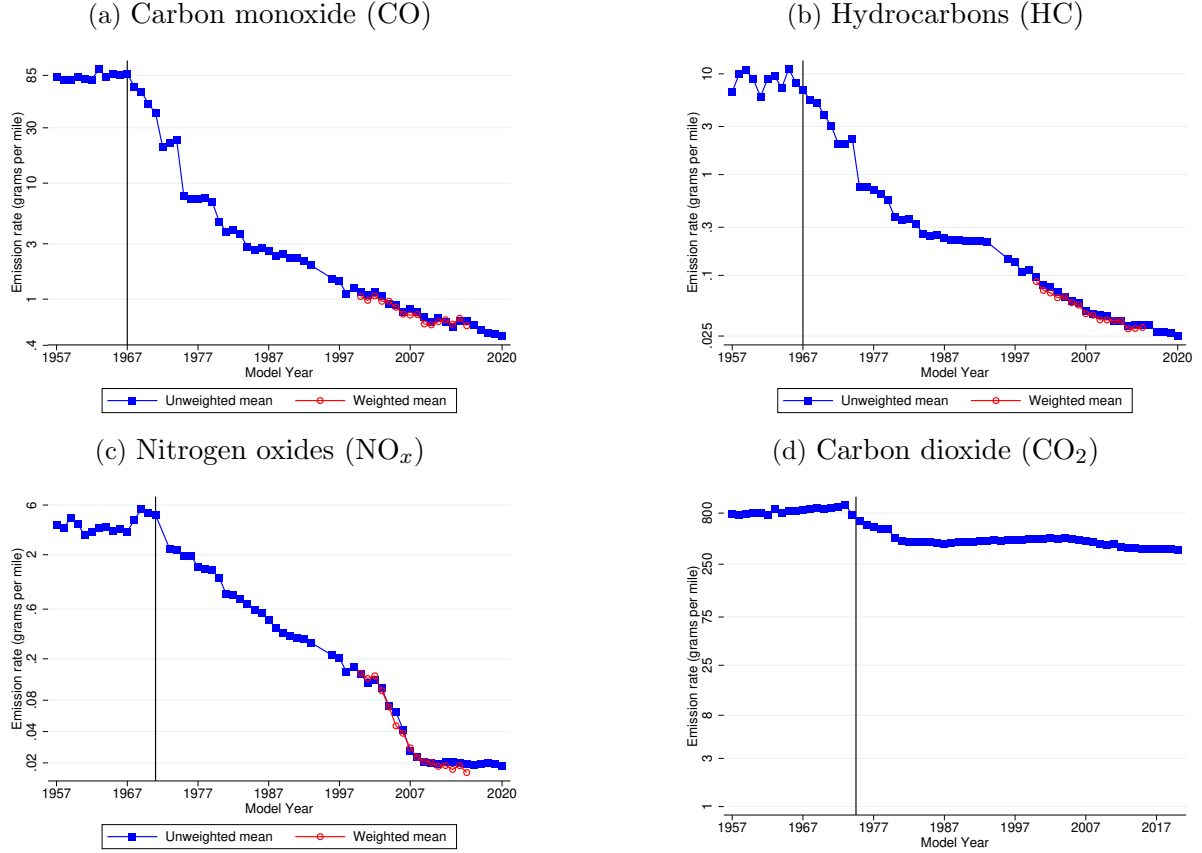 (a) Carbon monoxide (CO)
Emission rate (grams per mile)
85
30
10
3
1
.4
1957 1967 1977 1987 1997 2007 2020
Model Year
Unweighted mean Weighted mean
(b) Hydrocarbons (HC)
Emission rate (grams per mile)
10
3
1
.3
.1
.025
1957 1967 1977 1987 1997 2007 2020
Model Year
Unweighted mean Weighted mean
(c) Nitrogen oxides (NOx)
Emission rate (grams per mile)
6
2
.6
.2
.08
.04
.02
1957 1967 1977 1987 1997 2007 2020
Model Year
Unweighted mean Weighted mean
(d) Carbon dioxide (CO2)
Emission rate (grams per mile)
800
250
75
25
8
3
1
1957 1967 1977 1987 1997 2007 2017
Model Year